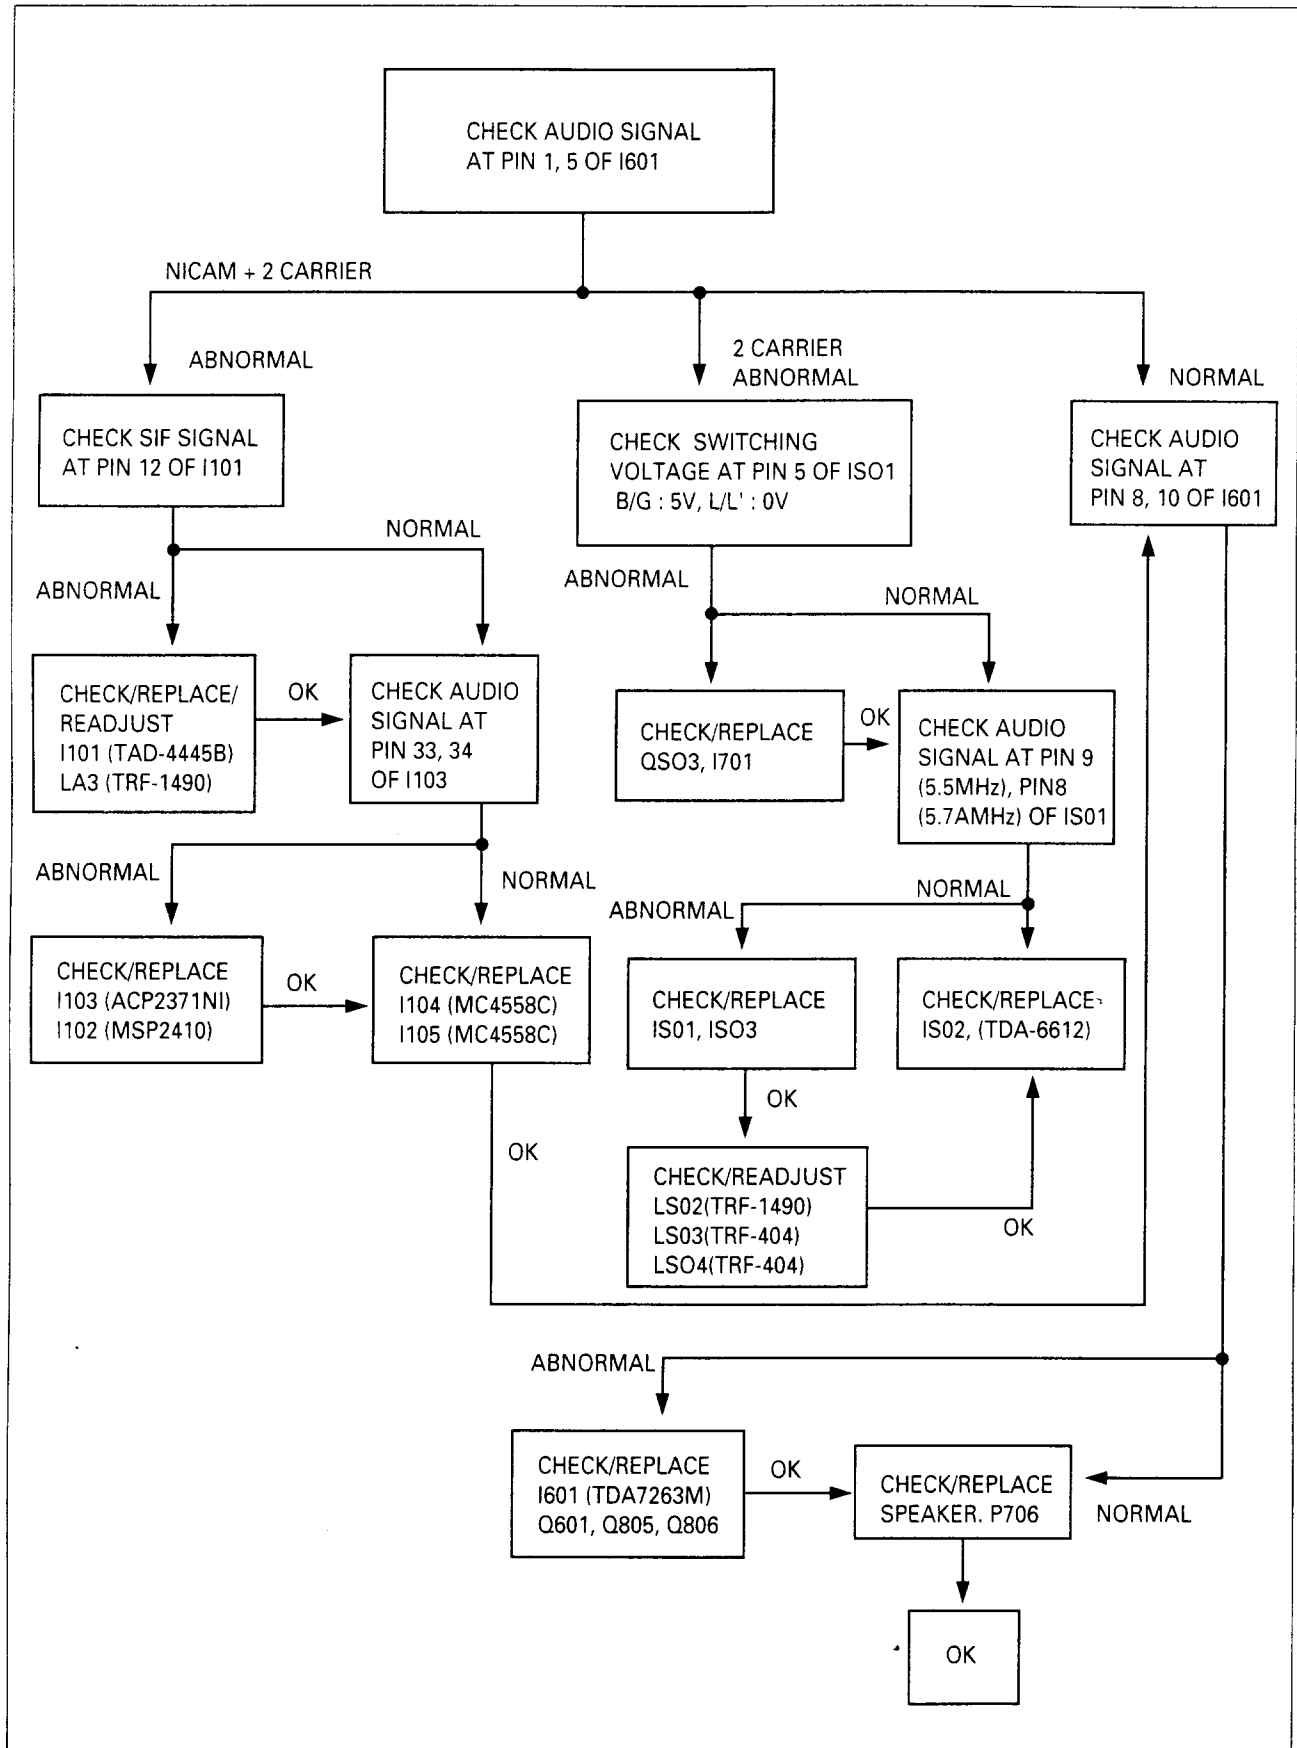 CHECK AUDIO SIGNAL
AT PIN 1, 5 OF I601
NICAM + 2 CARRIER
ABNORMAL
2 CARRIER
ABNORMAL
NORMAL
CHECK SIF SIGNAL
AT PIN 12 OF I101
CHECK SWITCHING
VOLTAGE AT PIN 5 OF ISO1
B/G : 5V, L/L' : 0V
CHECK AUDIO
SIGNAL AT
PIN 8, 10 OF I601
NORMAL
ABNORMAL
ABNORMAL
NORMAL
CHECK/REPLACE/
READJUST
I101 (TAD-4445B)
LA3 (TRF-1490)
OK
CHECK AUDIO
SIGNAL AT
PIN 33, 34
OF I103
CHECK/REPLACE
QSO3, I701
OK
CHECK AUDIO
SIGNAL AT PIN 9
(5.5MHz), PIN8
(5.7AMHz) OF IS01
ABNORMAL
NORMAL
ABNORMAL
NORMAL
CHECK/REPLACE
I103 (ACP2371NI)
I102 (MSP2410)
OK
CHECK/REPLACE
I104 (MC4558C)
I105 (MC4558C)
CHECK/REPLACE
IS01, ISO3
CHECK/REPLACE
IS02, (TDA-6612)
OK
OK
CHECK/READJUST
LS02(TRF-1490)
LS03(TRF-404)
LSO4(TRF-404)
OK
ABNORMAL
CHECK/REPLACE
I601 (TDA7263M)
Q601, Q805, Q806
OK
CHECK/REPLACE
SPEAKER. P706
NORMAL
OK